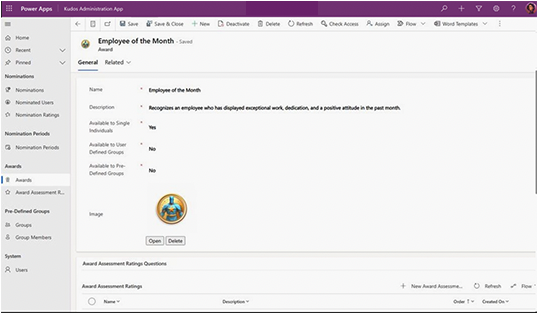 Power Apps Kudos Administration App
Save Save & Close New Deactivate Delete Refresh Check Access Assign Flow Word Templates
Home
Recent
Pinned
Nominations
Nominations
Nominated Users
Nomination Ratings
Nomination Periods
Nomination Periods
Awards
Awards
Award Assessment R...
Pre-Defined Groups
Groups
Group Members
System
Users
Employee of the Month - Saved
Award
General Related
Name * Employee of the Month
Description * Recognizes an employee who has displayed exceptional work, dedication, and a positive attitude in the past month.
Available to Single Individuals * Yes
Available to User Defined Groups * No
Available to Pre-Defined Groups * No
Image
Open Delete
Award Assessment Ratings Questions
Award Assessment Ratings New Award Assessme... Refresh Flow
Name Description Order ↑ Created On